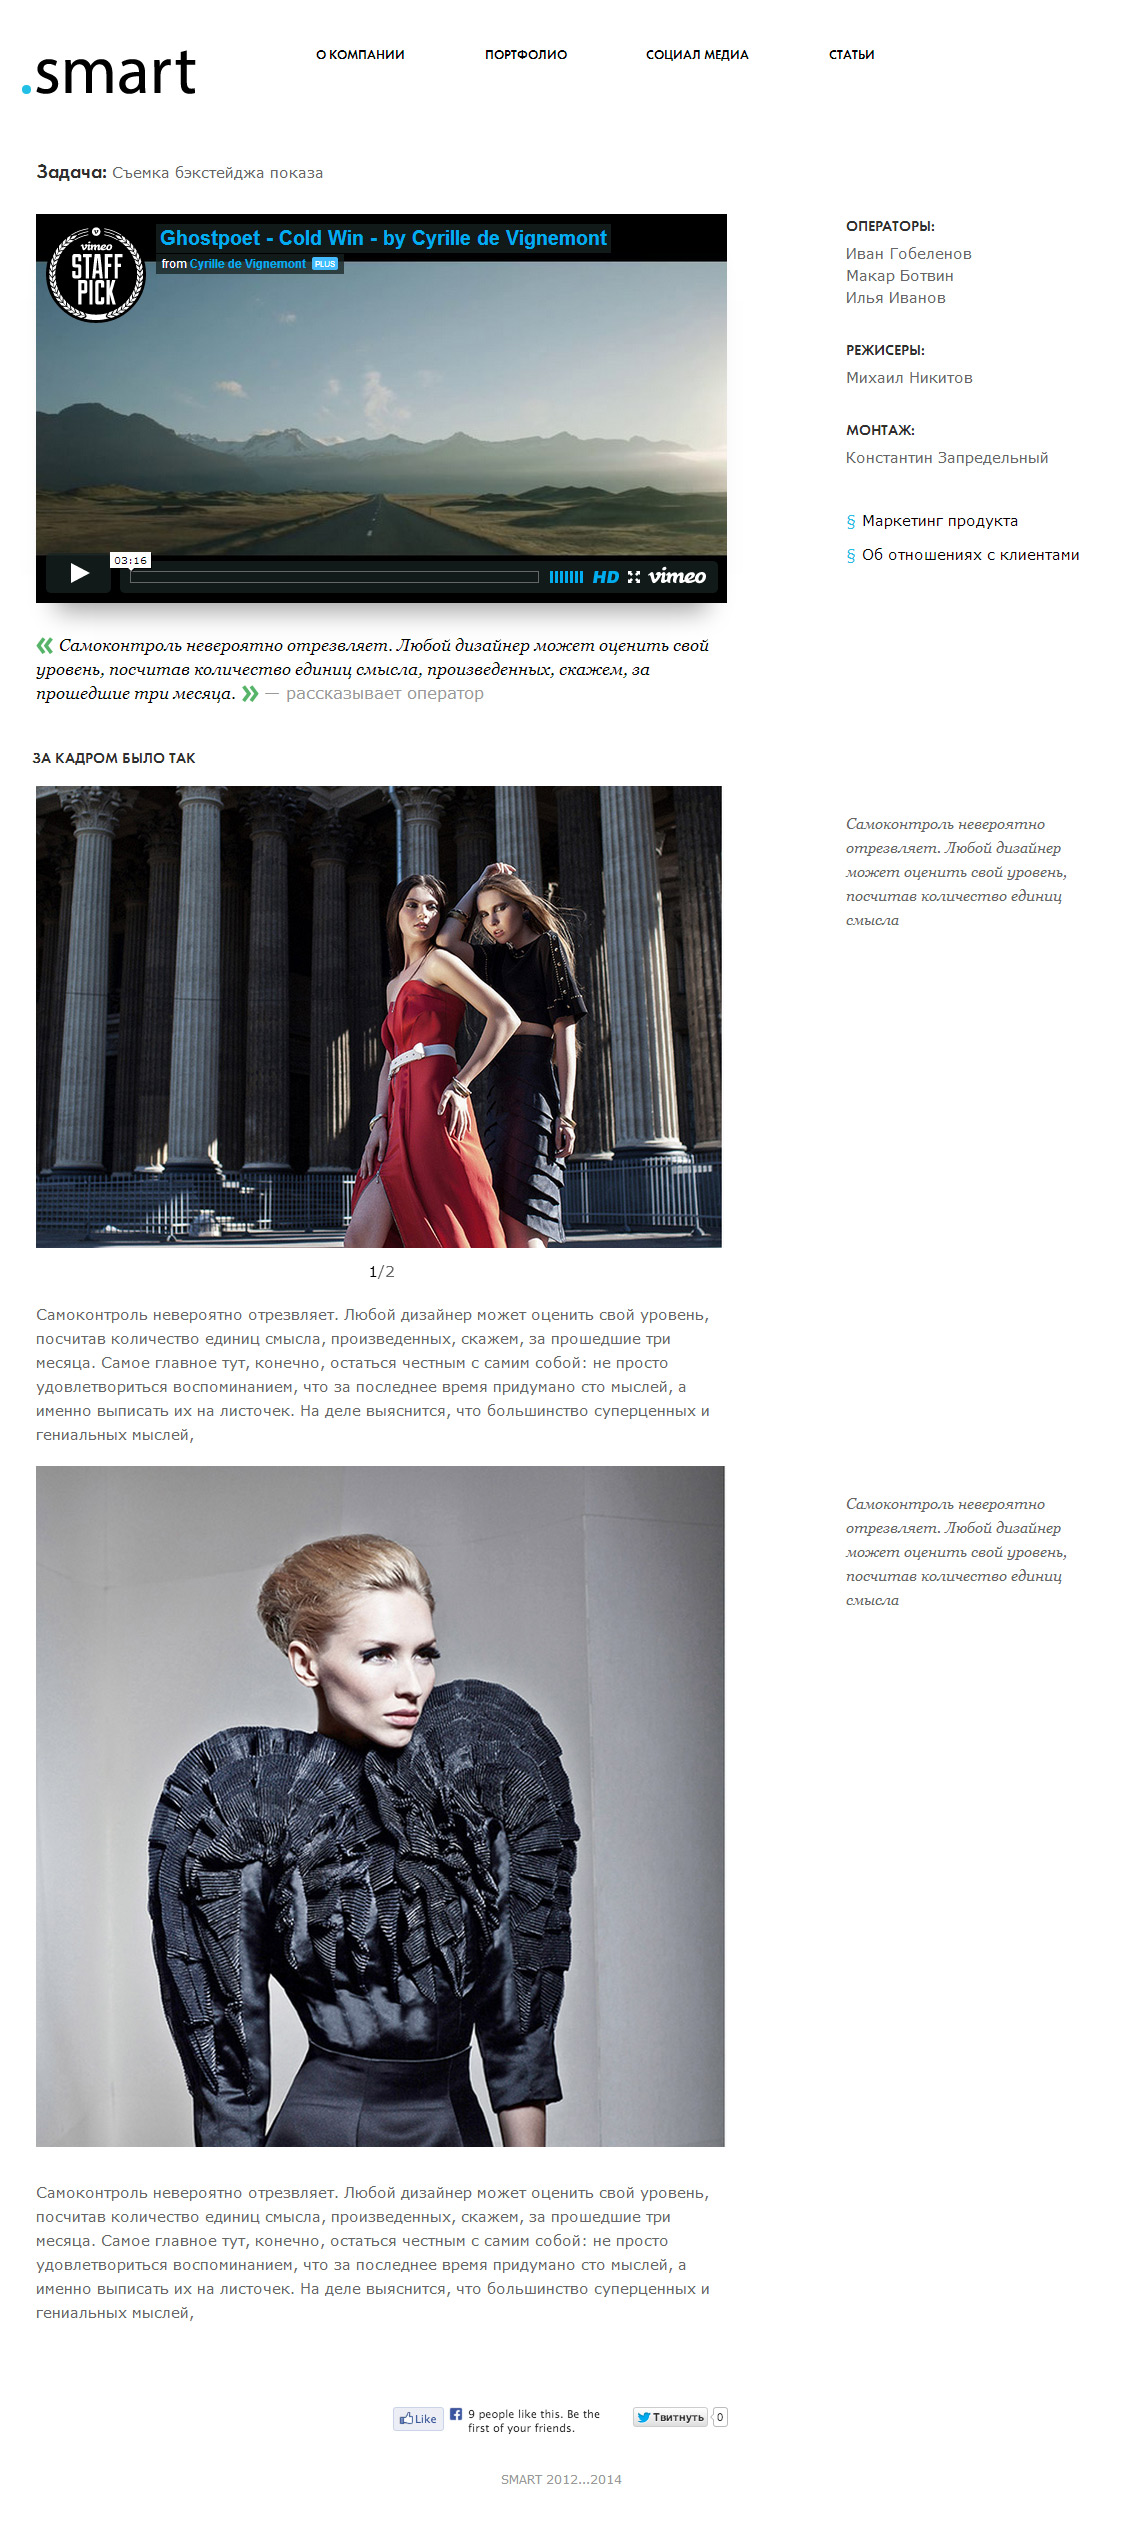 .smart
О КОМПАНИИ
ПОРТФОЛИО
СОЦИАЛ МЕДИА
СТАТЬИ
Задача: Съемка бэкстейджа показа
vimeo
STAFF
PICK
Ghostpoet - Cold Win - by Cyrille de Vignemont
from Cyrille de Vignemont PLUS
03:16
HD
vimeo
ОПЕРАТОРЫ:
Иван Гобеленов
Макар Ботвин
Илья Иванов
РЕЖИСЕРЫ:
Михаил Никитов
МОНТАЖ:
Константин Запредельный
§ Маркетинг продукта
§ Об отношениях с клиентами
« Самоконтроль невероятно отрезвляет. Любой дизайнер может оценить свой
уровень, посчитав количество единиц смысла, произведенных, скажем, за
прошедшие три месяца. » — рассказывает оператор
ЗА КАДРОМ БЫЛО ТАК
Самоконтроль невероятно
отрезвляет. Любой дизайнер
может оценить свой уровень,
посчитав количество единиц
смысла
1/2
Самоконтроль невероятно отрезвляет. Любой дизайнер может оценить свой уровень,
посчитав количество единиц смысла, произведенных, скажем, за прошедшие три
месяца. Самое главное тут, конечно, остаться честным с самим собой: не просто
удовлетвориться воспоминанием, что за последнее время придумано сто мыслей, а
именно выписать их на листочек. На деле выяснится, что большинство суперценных и
гениальных мыслей,
Самоконтроль невероятно
отрезвляет. Любой дизайнер
может оценить свой уровень,
посчитав количество единиц
смысла
Самоконтроль невероятно отрезвляет. Любой дизайнер может оценить свой уровень,
посчитав количество единиц смысла, произведенных, скажем, за прошедшие три
месяца. Самое главное тут, конечно, остаться честным с самим собой: не просто
удовлетвориться воспоминанием, что за последнее время придумано сто мыслей, а
именно выписать их на листочек. На деле выяснится, что большинство суперценных и
гениальных мыслей,
Like
9 people like this. Be the
first of your friends.
Твитнуть
0
SMART 2012...2014